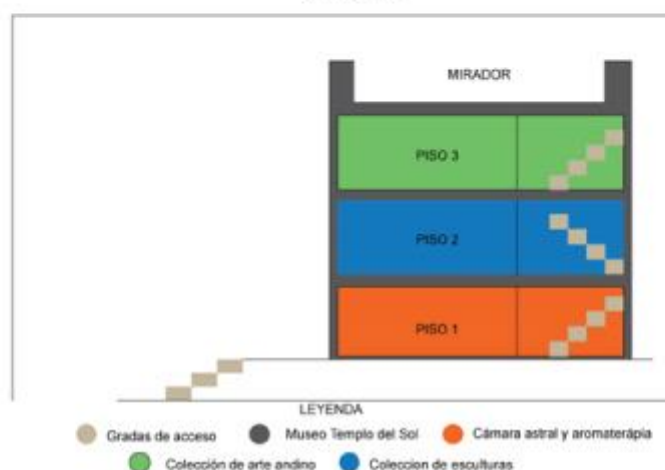 MIRADOR
PISO 3
PISO 2
PISO 1
LEYENDA
Gradas de acceso
Museo Templo del Sol
Cámara astral y aromaterápia
Colección de arte andino
Coleccion de esculturas